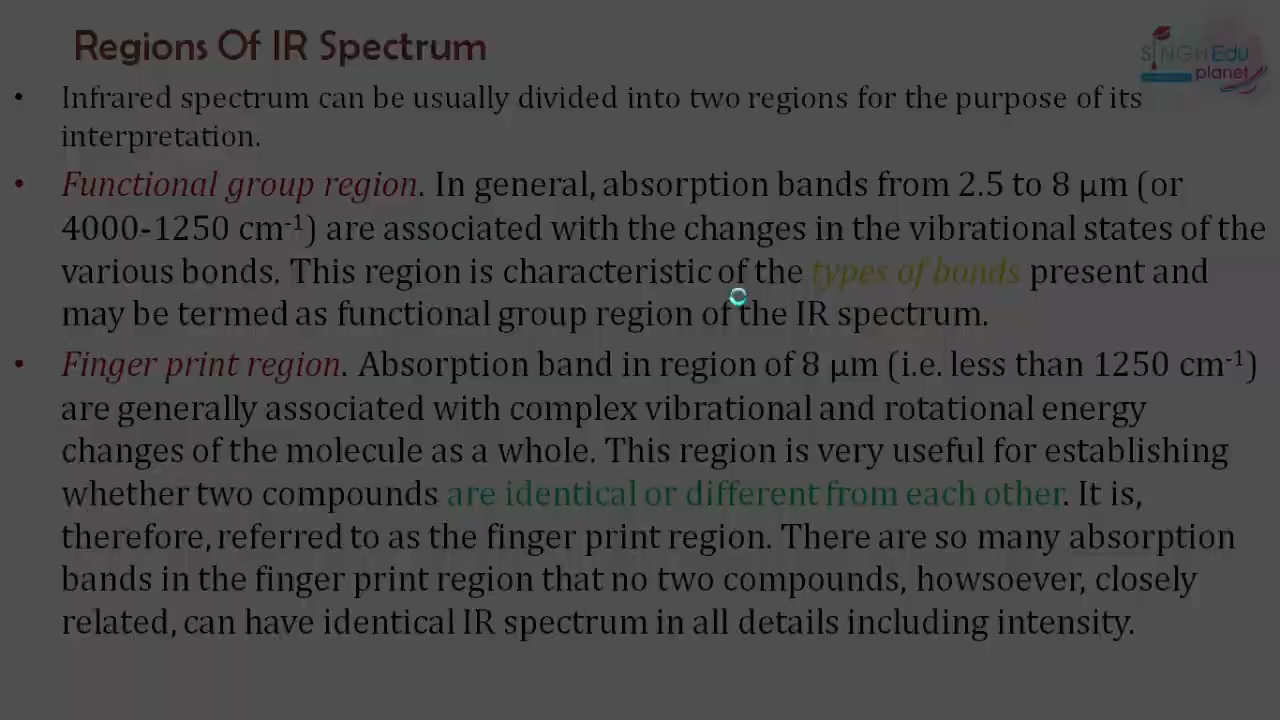 Regions Of IR Spectrum
SINGH Edu
planet
• Infrared spectrum can be usually divided into two regions for the purpose of its
interpretation.
• Functional group region. In general, absorption bands from 2.5 to 8 μm (or
4000-1250 cm⁻¹) are associated with the changes in the vibrational states of the
various bonds. This region is characteristic of the types of bonds present and
may be termed as functional group region of the IR spectrum.
• Finger print region. Absorption band in region of 8 μm (i.e. less than 1250 cm⁻¹)
are generally associated with complex vibrational and rotational energy
changes of the molecule as a whole. This region is very useful for establishing
whether two compounds are identical or different from each other. It is,
therefore, referred to as the finger print region. There are so many absorption
bands in the finger print region that no two compounds, howsoever, closely
related, can have identical IR spectrum in all details including intensity.